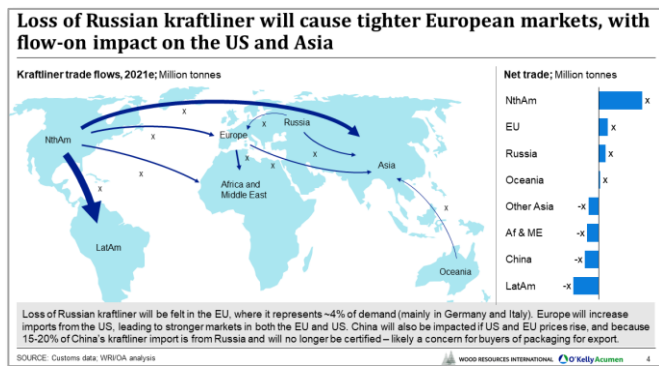 Loss of Russian kraftliner will cause tighter European markets, with
flow-on impact on the US and Asia
Kraftliner trade flows, 2021e; Million tonnes
Net trade; Million tonnes
x
x
x
x
x
x
x
x
x
x
NthAm
Europe
Russia
Asia
Africa and
Middle East
LatAm
Oceania
NthAm x
EU x
Russia x
Oceania x
Other Asia -x
Af & ME -x
China -x
LatAm -x
Loss of Russian kraftliner will be felt in the EU, where it represents ~4% of demand (mainly in Germany and Italy). Europe will increase
imports from the US, leading to stronger markets in both the EU and US. China will also be impacted if US and EU prices rise, and because
15-20% of China's kraftliner import is from Russia and will no longer be certified – likely a concern for buyers of packaging for export.
SOURCE: Customs data; WRI/OA analysis
WOOD RESOURCES INTERNATIONAL
O'Kelly Acumen
4